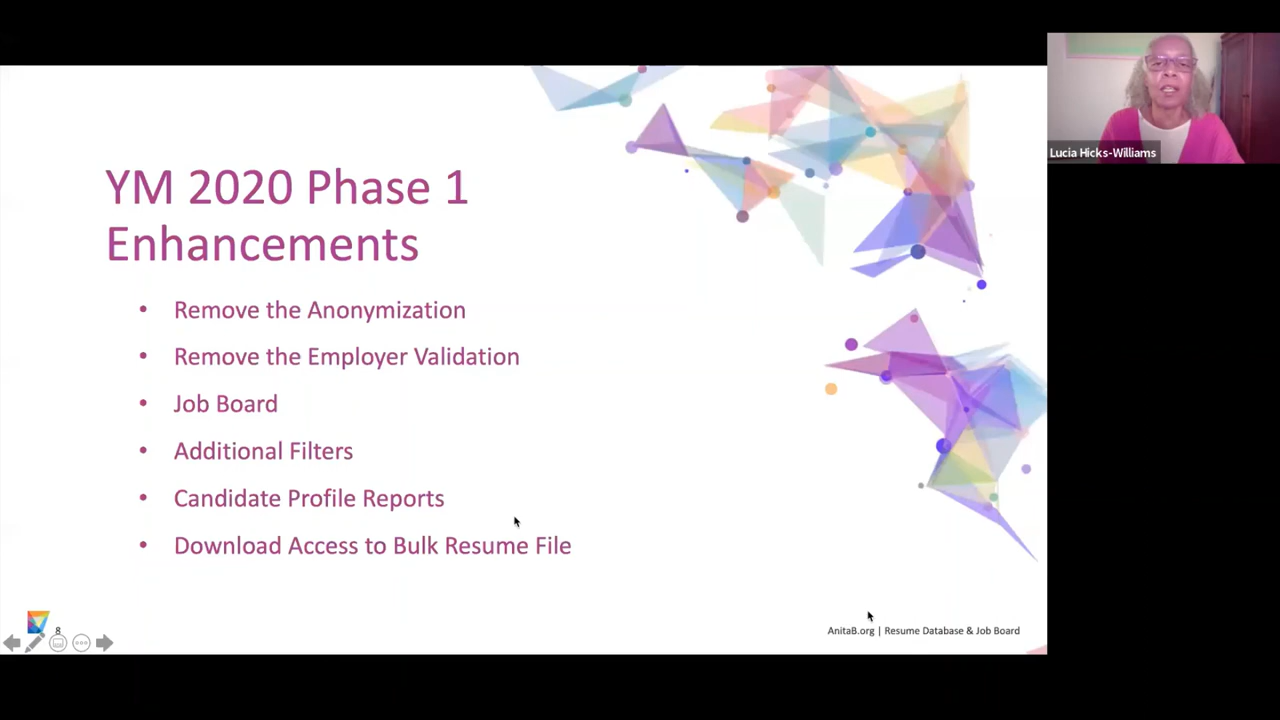 YM 2020 Phase 1
Enhancements
• Remove the Anonymization
• Remove the Employer Validation
• Job Board
• Additional Filters
• Candidate Profile Reports
• Download Access to Bulk Resume File
8
AnitaB.org | Resume Database & Job Board
Lucia Hicks-Williams